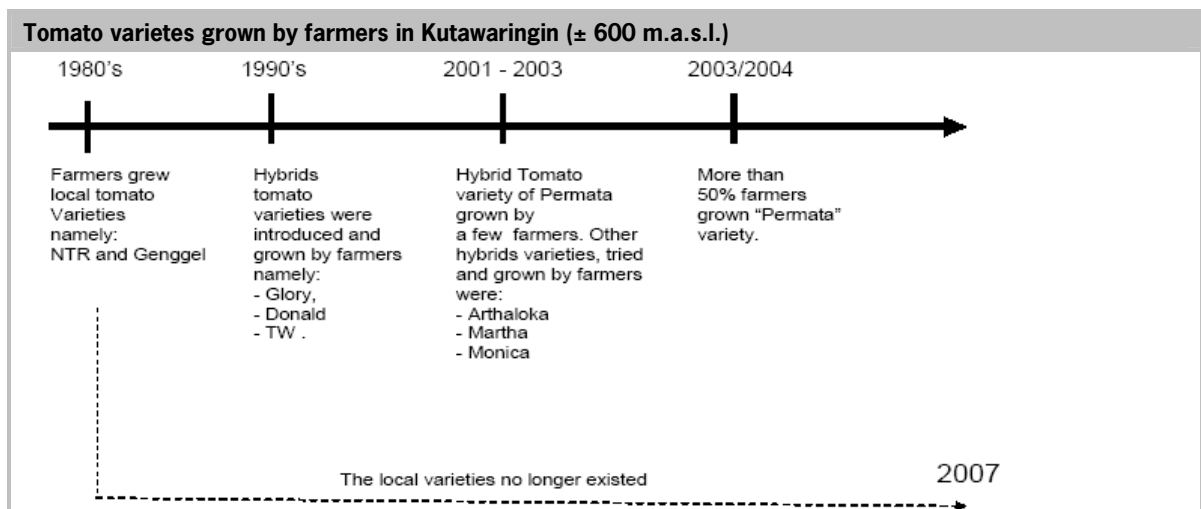 Tomato varietes grown by farmers in Kutawaringin (± 600 m.a.s.l.)
1980's
1990's
2001 - 2003
2003/2004
Farmers grew
local tomato
Varieties
namely:
NTR and Genggel
Hybrids
tomato
varieties were
introduced and
grown by farmers
namely:
- Glory,
- Donald
- TW .
Hybrid Tomato
variety of Permata
grown by
a few farmers. Other
hybrids varieties, tried
and grown by farmers
were:
- Arthaloka
- Martha
- Monica
More than
50% farmers
grown “Permata”
variety.
The local varieties no longer existed
2007